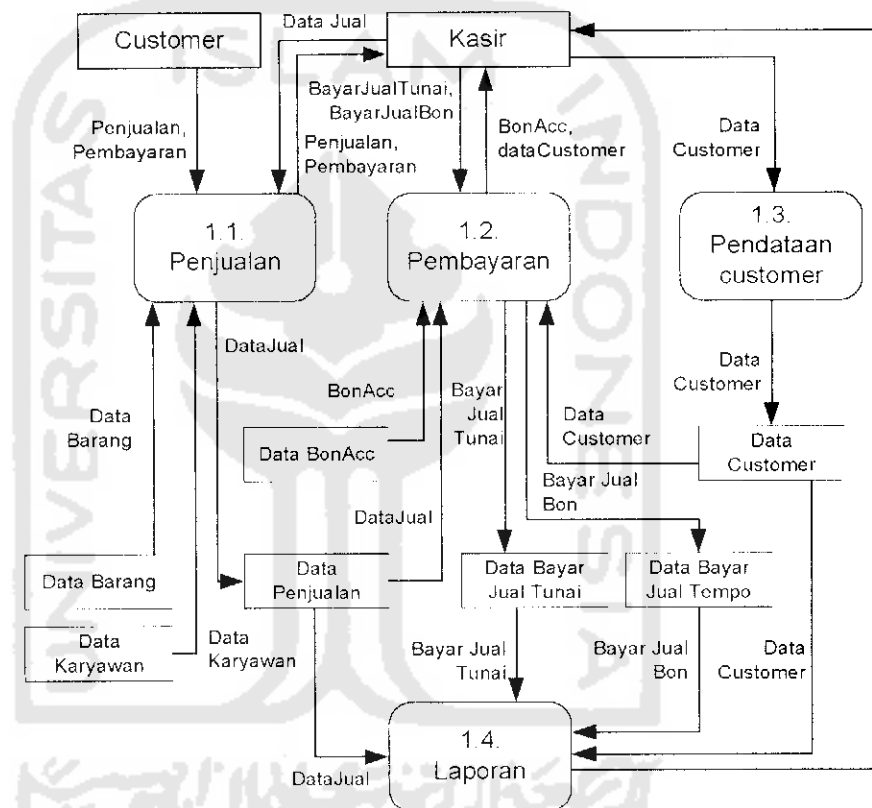 Data Jual
Customer
Kasir
Penjualan,
Pembayaran
BayarJualTunai,
BayarJualBon
Penjualan,
Pembayaran
BonAcc,
dataCustomer
Data
Customer
1.1.
Penjualan
1.2.
Pembayaran
1.3.
Pendataan
customer
DataJual
Data
Barang
BonAcc
Bayar
Jual
Tunai
Data
Customer
Data
Customer
Data BonAcc
Data
Customer
Bayar Jual
Bon
DataJual
Data Barang
Data
Penjualan
Data Bayar
Jual Tunai
Data Bayar
Jual Tempo
Data
Karyawan
Data
Karyawan
Bayar Jual
Tunai
Bayar Jual
Bon
Data
Customer
1.4.
Laporan
DataJual
UNIVERSITAS
ISLAM
INDONESIA